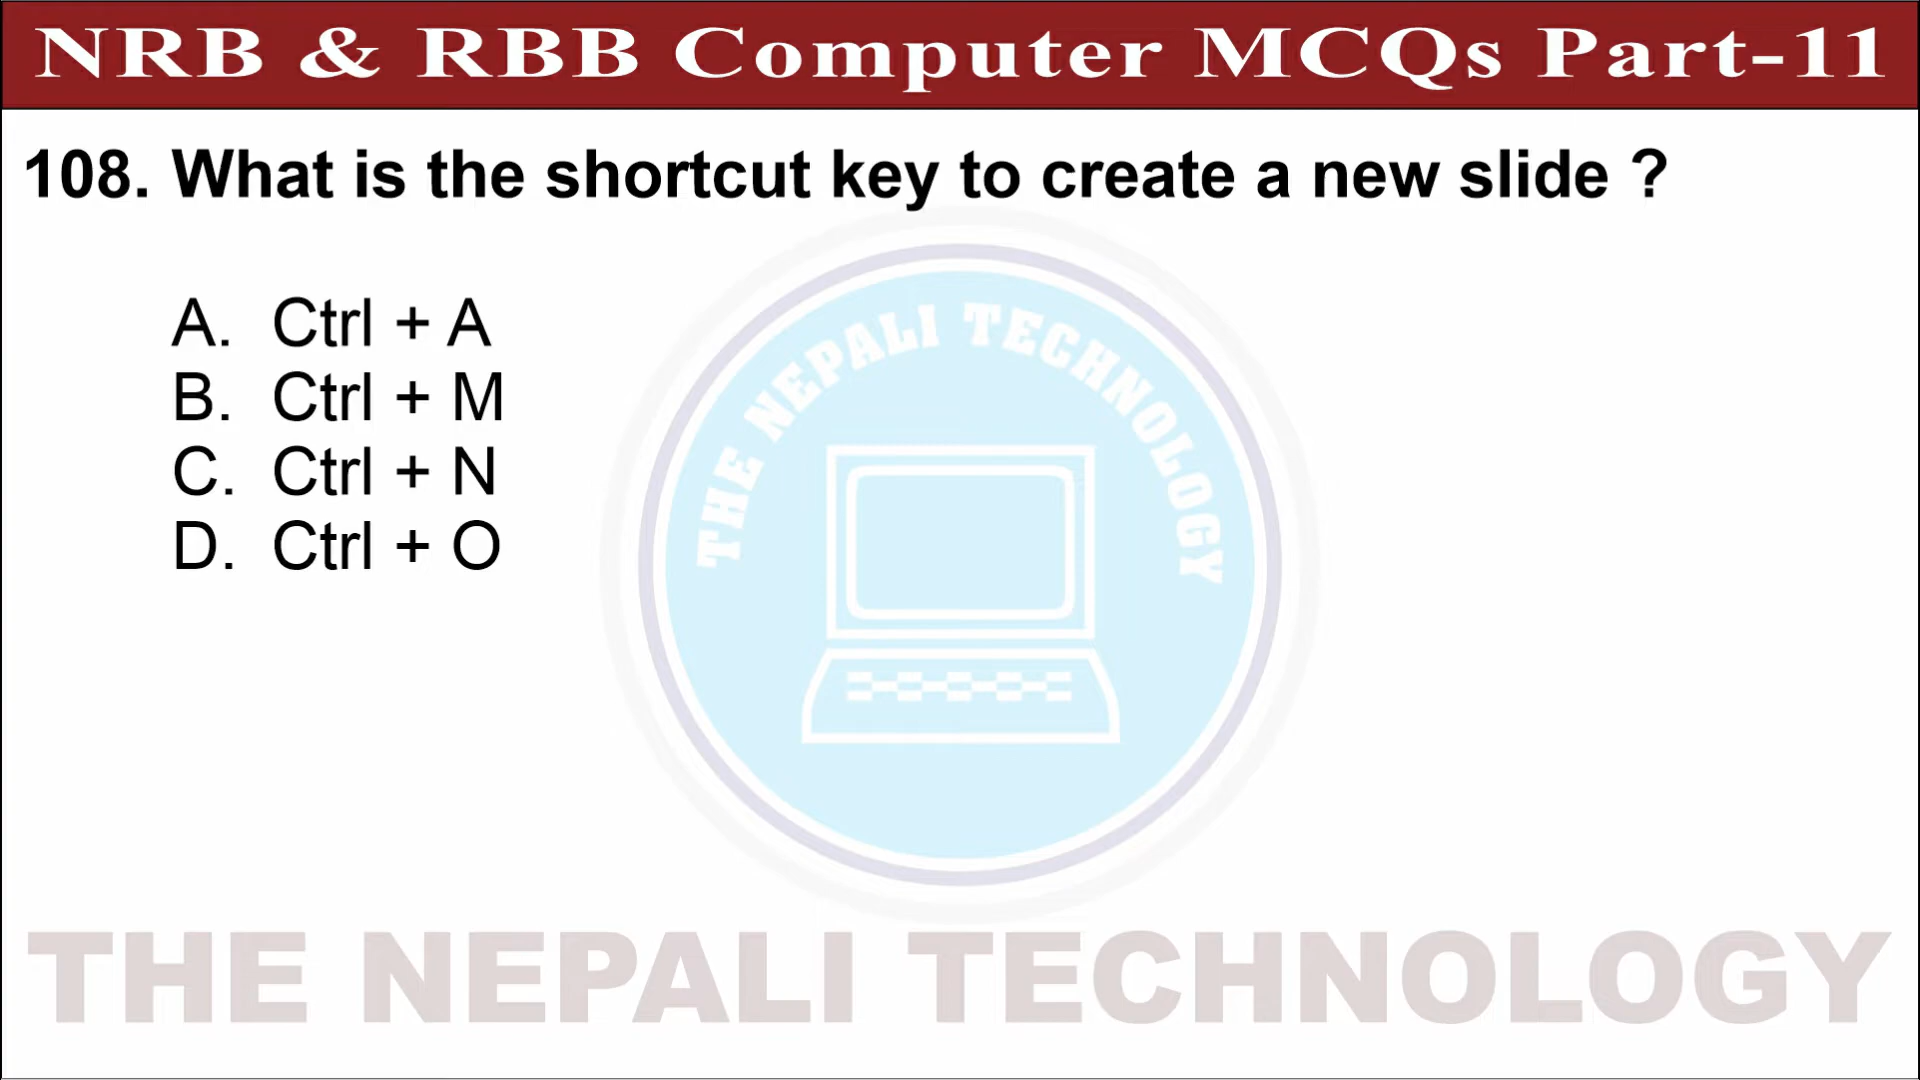 NRB & RBB Computer MCQs Part-11
108. What is the shortcut key to create a new slide ?
A. Ctrl + A
B. Ctrl + M
C. Ctrl + N
D. Ctrl + O
THE NEPALI TECHNOLOGY
THE NEPALI TECHNOLOGY